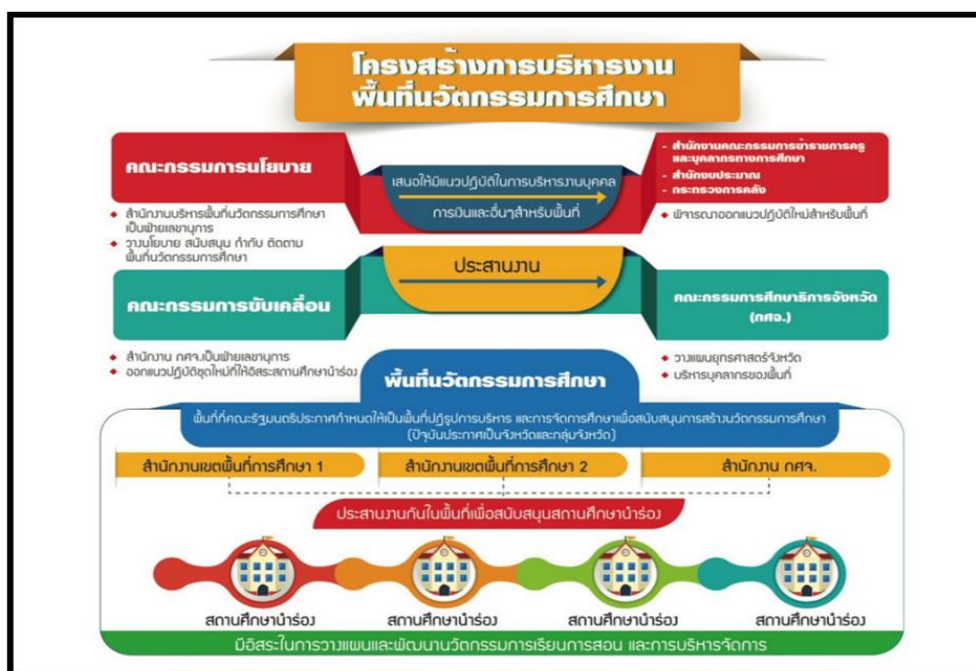 โครงสร้างการบริหารงาน
พื้นที่นวัตกรรมการศึกษา
คณะกรรมการนโยบาย
เสนอให้มีแนวปฏิบัติในการบริหารงานบุคคล
การเงินและอื่นๆสำหรับพื้นที่
- สำนักงานคณะกรรมการข้าราชการครู
และบุคลากรทางการศึกษา
- สำนักงบประมาณ
- กระทรวงการคลัง
สำนักงานบริหารพื้นที่นวัตกรรมการศึกษา
เป็นฝ่ายเลขานุการ
วางนโยบาย สนับสนุน กำกับ ติดตาม
พื้นที่นวัตกรรมการศึกษา
พิจารณาออกแนวปฏิบัติใหม่สำหรับพื้นที่
คณะกรรมการขับเคลื่อน
ประสานงาน
คณะกรรมการศึกษาธิการจังหวัด
(กศจ.)
สำนักงาน กศจ.เป็นฝ่ายเลขานุการ
ออกแนวปฏิบัติชุดใหม่ที่ให้อิสระสถานศึกษานำร่อง
วางแผนยุทธศาสตร์จังหวัด
บริหารบุคลากรของพื้นที่
พื้นที่นวัตกรรมการศึกษา
พื้นที่ที่คณะรัฐมนตรีประกาศกำหนดให้เป็นพื้นที่ปฏิรูปการบริหาร และการจัดการศึกษาเพื่อสนับสนุนการสร้างนวัตกรรมการศึกษา
(ปัจุบันประกาศเป็นจังหวัดและกลุ่มจังหวัด)
สำนักงานเขตพื้นที่การศึกษา 1
สำนักงานเขตพื้นที่การศึกษา 2
สำนักงาน กศจ.
ประสานงานกันในพื้นที่เพื่อสนับสนุนสถานศึกษานำร่อง
สถานศึกษานำร่อง
สถานศึกษานำร่อง
สถานศึกษานำร่อง
สถานศึกษานำร่อง
มีอิสระในการวางแผนและพัฒนานวัตกรรมการเรียนการสอน และการบริหารจัดการ